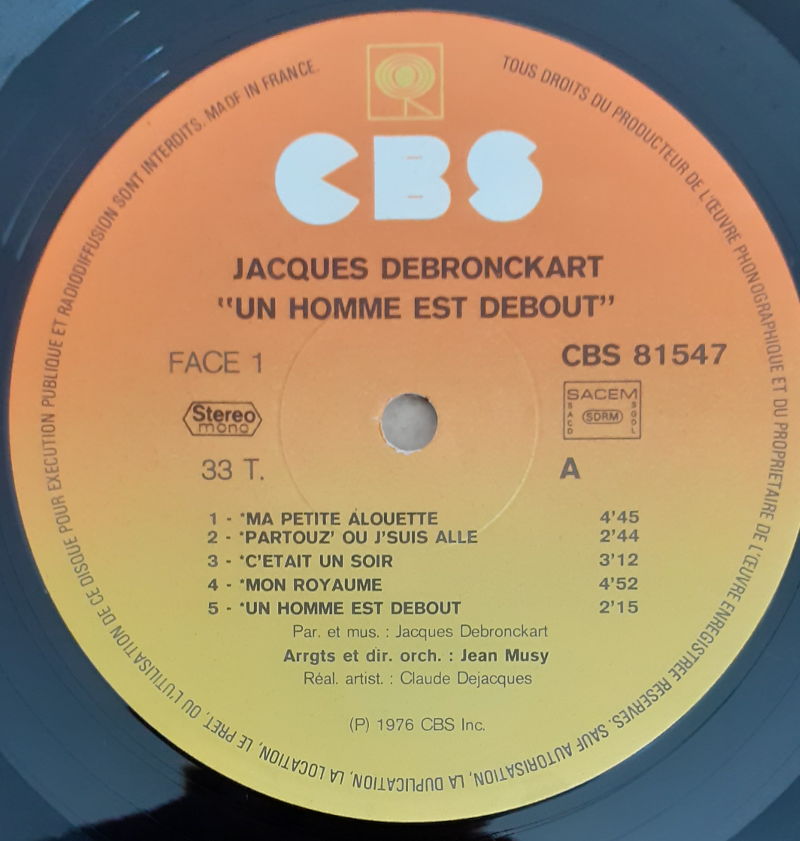 TOUS DROITS DU PRODUCTEUR DE L'ŒUVRE PHONOGRAPHIQUE ET DU PROPRIETAIRE DE L'ŒUVRE ENREGISTREE RESERVES. SAUF AUTORISATION, LA DUPLICATION, LA LOCATION, LE PRET, OU L'UTILISATION DE CE DISQUE POUR EXECUTION PUBLIQUE ET RADIODIFFUSION SONT INTERDITS. MADE IN FRANCE.
CBS
JACQUES DEBRONCKART
"UN HOMME EST DEBOUT"
FACE 1
CBS 81547
Stereo
mono
SACEM
SACD
SDRM
SGDL
33 T.
A
1 - *MA PETITE ALOUETTE 4'45
2 - *PARTOUZ' OU J'SUIS ALLE 2'44
3 - *C'ETAIT UN SOIR 3'12
4 - *MON ROYAUME 4'52
5 - *UN HOMME EST DEBOUT 2'15
Par. et mus. : Jacques Debronckart
Arrgts et dir. orch. : Jean Musy
Réal. artist. : Claude Dejacques
(P) 1976 CBS Inc.